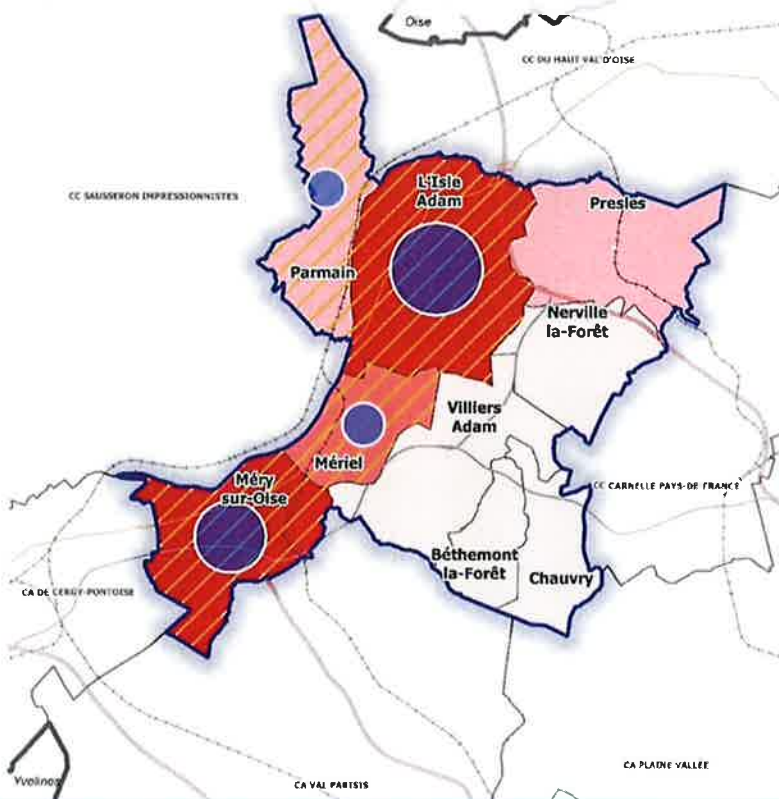 Oise
CC DU HAUT VAL D'OISE
L'Isle
Adam
CC SAUSSERON IMPRESSIONNISTES
Presles
Parmain
Nerville
la-Forêt
Villiers
Adam
Mériel
Méry
sur-Oise
CC CARNELLE PAYS-DE FRANCE
Béthemont
la-Forêt
Chauvry
CA DE CERGY-PONTOISE
Yvelines
CA VAL PARISIS
CA PLAINE VALLÉE